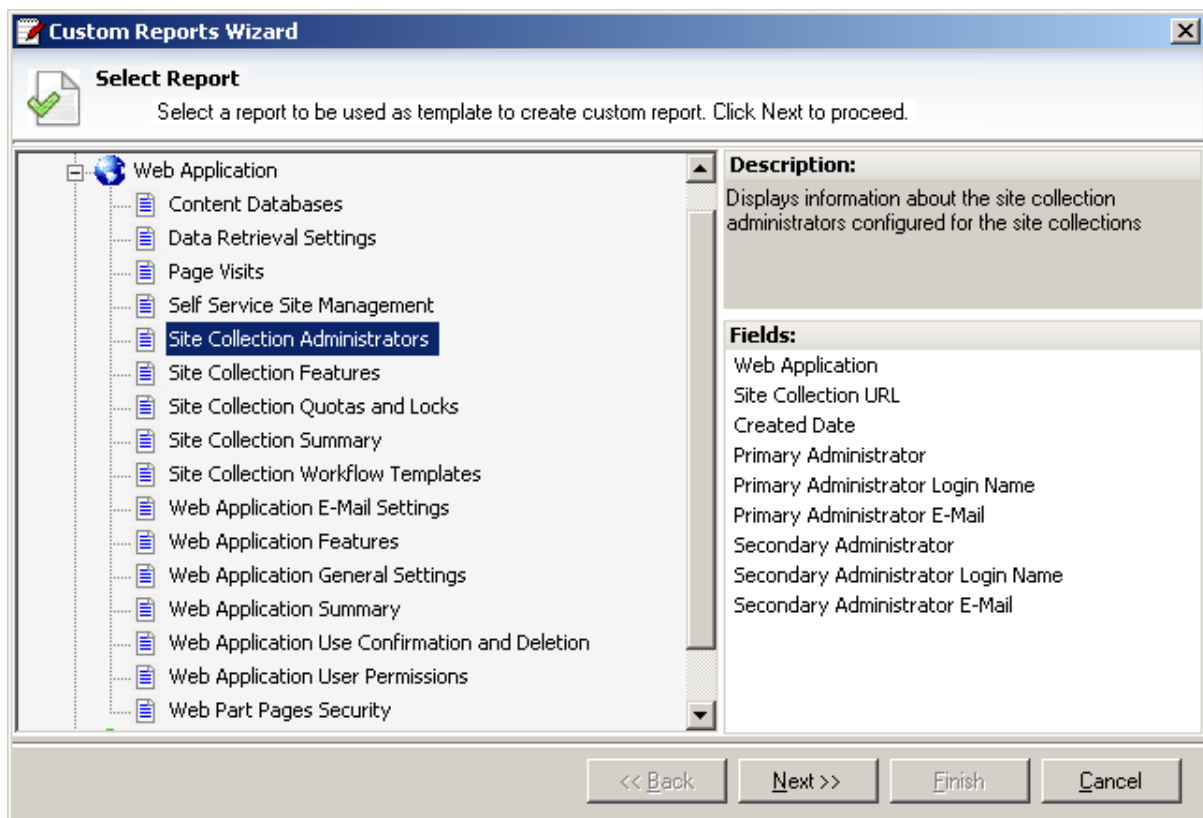 Custom Reports Wizard
Select Report
Select a report to be used as template to create custom report. Click Next to proceed.
Web Application
Content Databases
Data Retrieval Settings
Page Visits
Self Service Site Management
Site Collection Administrators
Site Collection Features
Site Collection Quotas and Locks
Site Collection Summary
Site Collection Workflow Templates
Web Application E-Mail Settings
Web Application Features
Web Application General Settings
Web Application Summary
Web Application Use Confirmation and Deletion
Web Application User Permissions
Web Part Pages Security
Description:
Displays information about the site collection
administrators configured for the site collections
Fields:
Web Application
Site Collection URL
Created Date
Primary Administrator
Primary Administrator Login Name
Primary Administrator E-Mail
Secondary Administrator
Secondary Administrator Login Name
Secondary Administrator E-Mail
<< Back
Next >>
Finish
Cancel